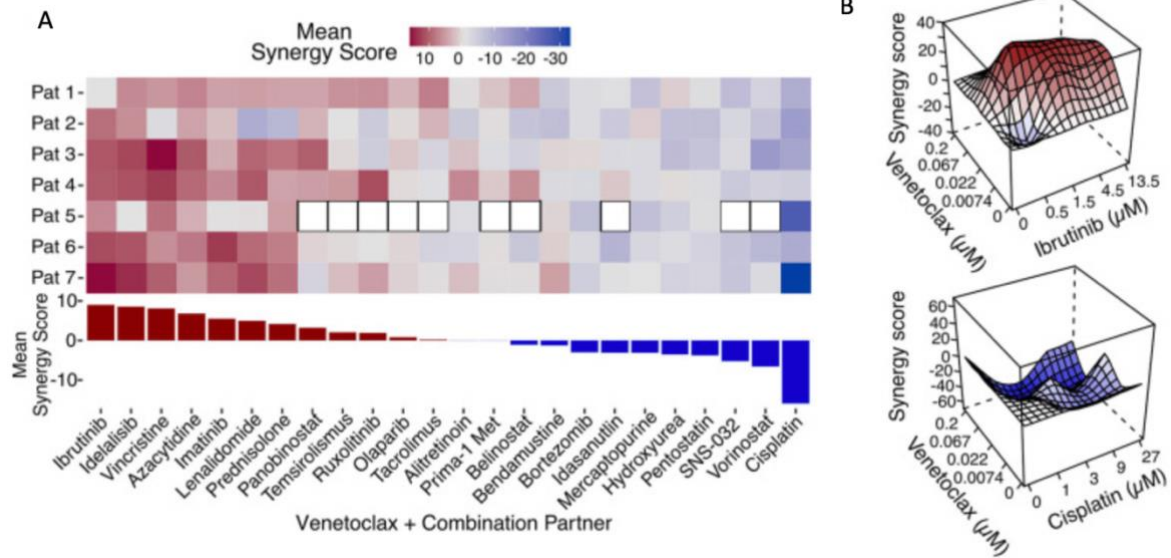 A
Mean
Synergy Score
10 0 -10 -20 -30
Pat 1
Pat 2
Pat 3
Pat 4
Pat 5
Pat 6
Pat 7
Mean
Synergy Score
10
0
-10
Ibrutinib
Idelalisib
Vincristine
Azacytidine
Imatinib
Lenalidomide
Prednisolone
Panobinostat
Temsirolismus
Ruxolitinib
Olaparib
Tacrolimus
Alitretinoin
Prima-1 Met
Belinostat
Bendamustine
Bortezomib
Idasanutlin
Mercaptopurine
Hydroxyurea
Pentostatin
SNS-032
Vorinostat
Cisplatin
Venetoclax + Combination Partner
B
Synergy score
40
20
0
-20
-40
0.2
0.067
0.022
0.0074
0
Venetoclax (µM)
0
0.5
1.5
4.5
13.5
Ibrutinib (µM)
Synergy score
60
40
20
0
-20
-40
-60
0.2
0.067
0.022
0.0074
0
Venetoclax (µM)
0
1
3
9
27
Cisplatin (µM)